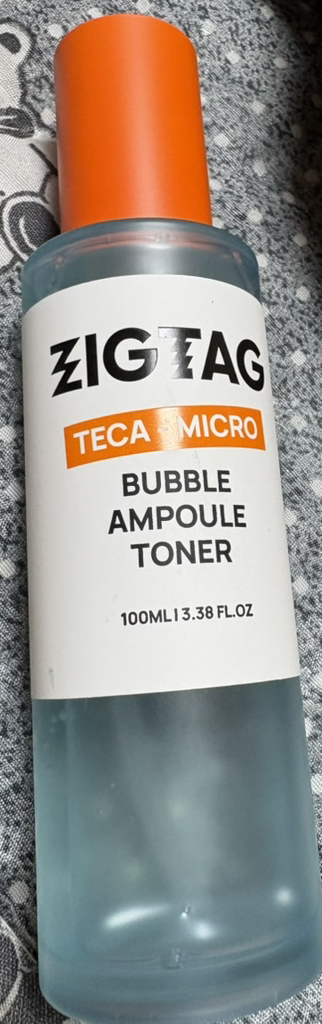 ZIGTAG
TECA MICRO
BUBBLE
AMPOULE
TONER
100ML I 3.38 FL.OZ